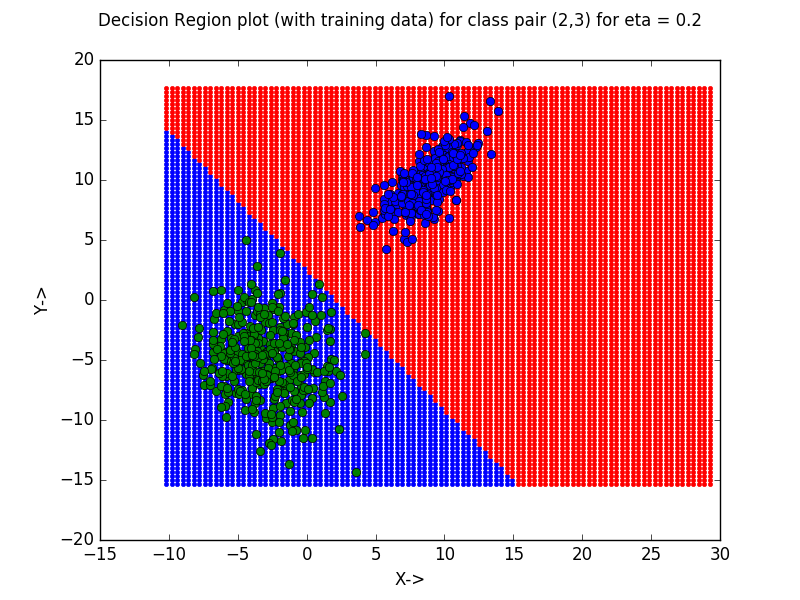 Decision Region plot (with training data) for class pair (2,3) for eta = 0.2
20
15
10
5
0
−5
−10
−15
−20
Y->
−15 −10 −5 0 5 10 15 20 25 30
X->